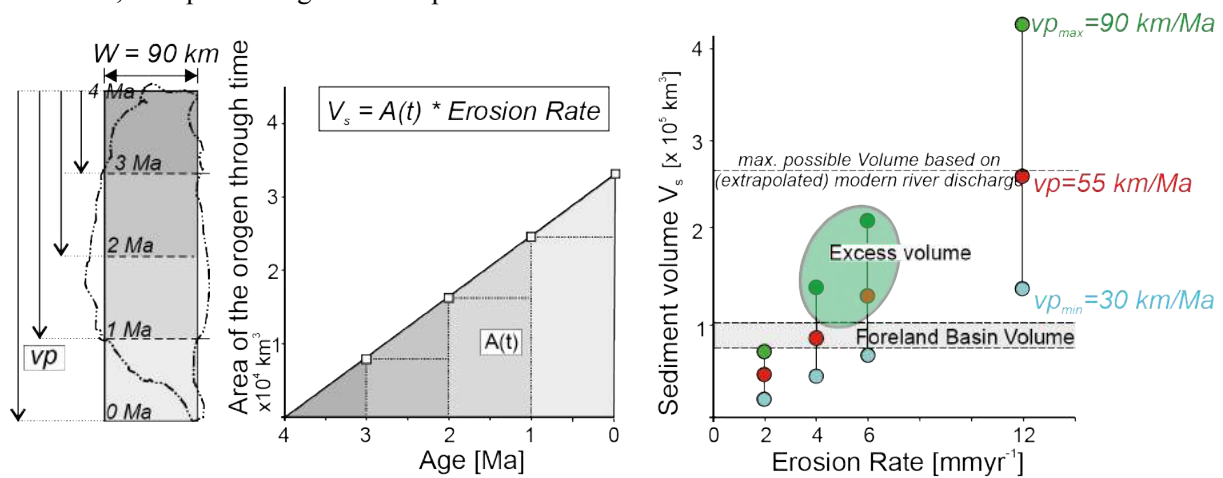 W = 90 km
4 Ma
3 Ma
2 Ma
1 Ma
vp
0 Ma
Area of the orogen through time
x10⁴ km³
4
3
2
1
Vₛ = A(t) * Erosion Rate
A(t)
4 3 2 1 0
Age [Ma]
Sediment volume Vₛ [x 10⁵ km³]
4
3
2
1
0 2 4 6 12
Erosion Rate [mmyr⁻¹]
max. possible Volume based on
(extrapolated) modern river discharge
Excess volume
Foreland Basin Volume
vpₘₐₓ=90 km/Ma
vp=55 km/Ma
vpₘᵢₙ=30 km/Ma